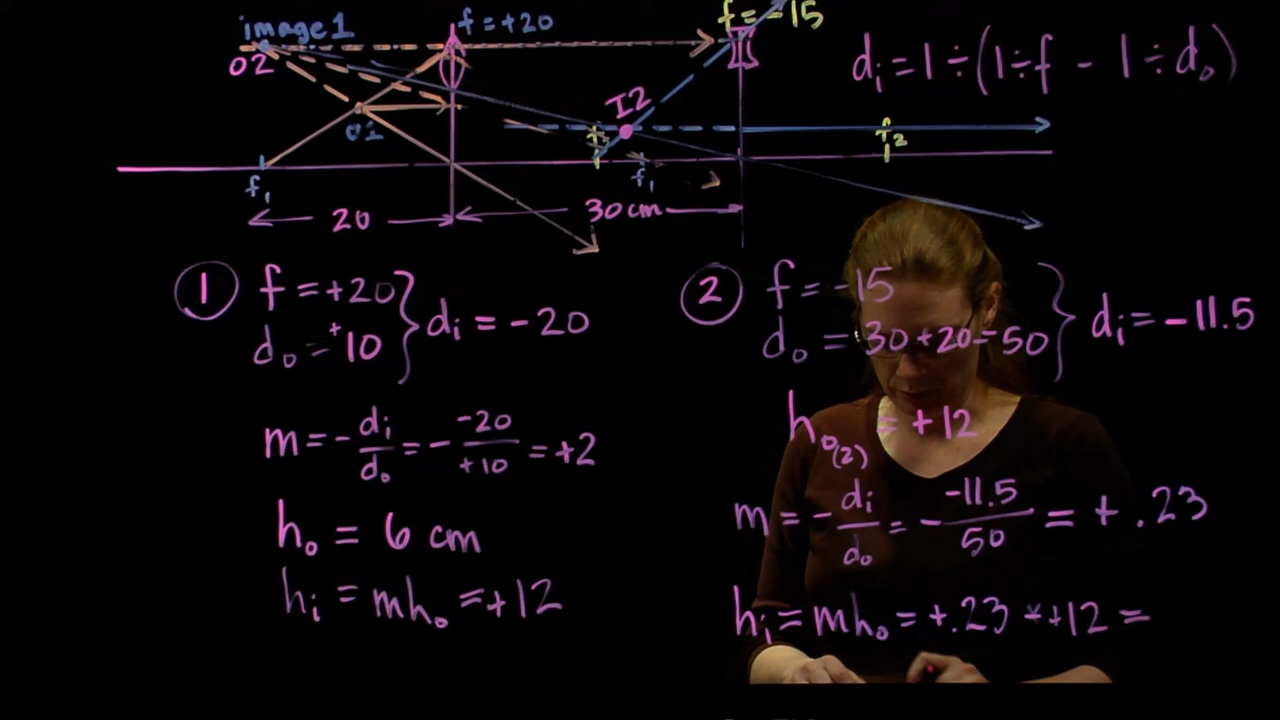 image1
f = +20
f = -15
O2
dᵢ = 1 ÷ (1÷f - 1÷dₒ)
I2
O1
f₂
f₂
f₁
f₁
20
30 cm
① f = +20
dₒ = +10
dᵢ = -20
m = - dᵢ/dₒ = - -20/+10 = +2
hₒ = 6 cm
hᵢ = mhₒ = +12
② f = -15
dₒ = 30 + 20 = 50
dᵢ = -11.5
hₒ₍₂₎ = +12
m = - dᵢ/dₒ = - -11.5/50 = + .23
hᵢ = mhₒ = +.23 * +12 =